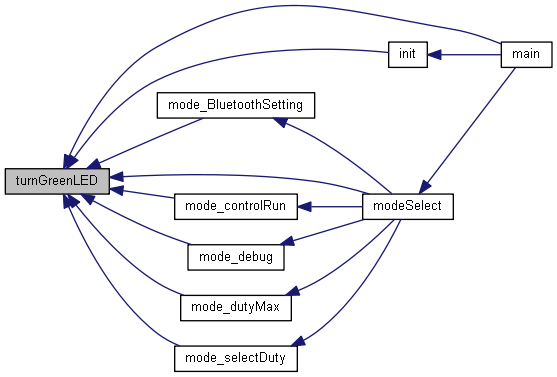 main
init
mode_BluetoothSetting
turnGreenLED
mode_controlRun
modeSelect
mode_debug
mode_dutyMax
mode_selectDuty